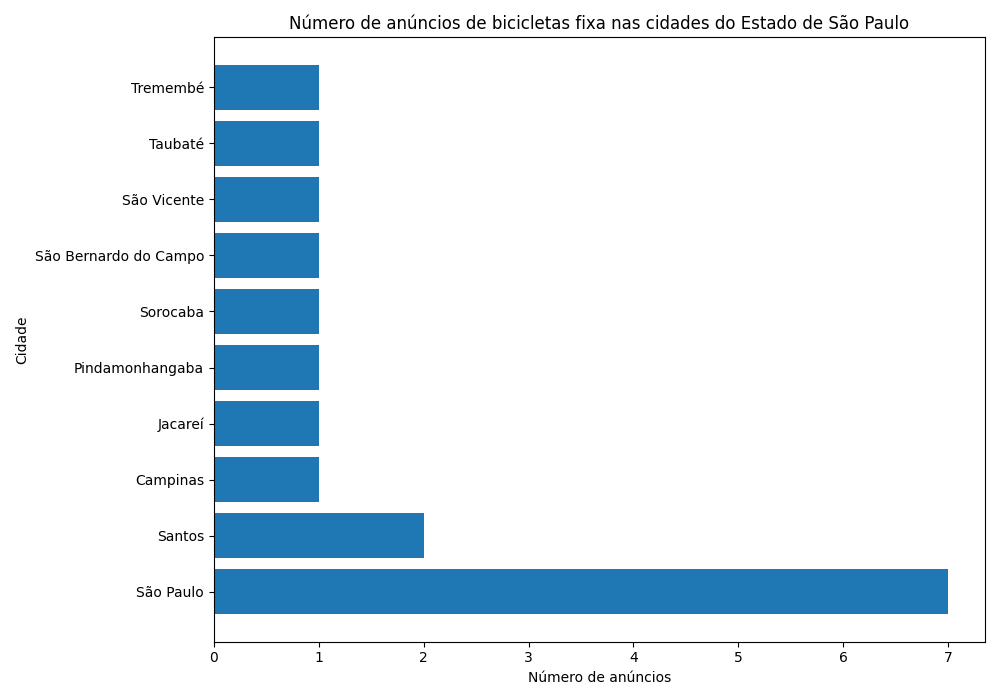 Número de anúncios de bicicletas fixa nas cidades do Estado de São Paulo
Tremembé
Taubaté
São Vicente
São Bernardo do Campo
Sorocaba
Pindamonhangaba
Jacareí
Campinas
Santos
São Paulo
Cidade
0 1 2 3 4 5 6 7
Número de anúncios